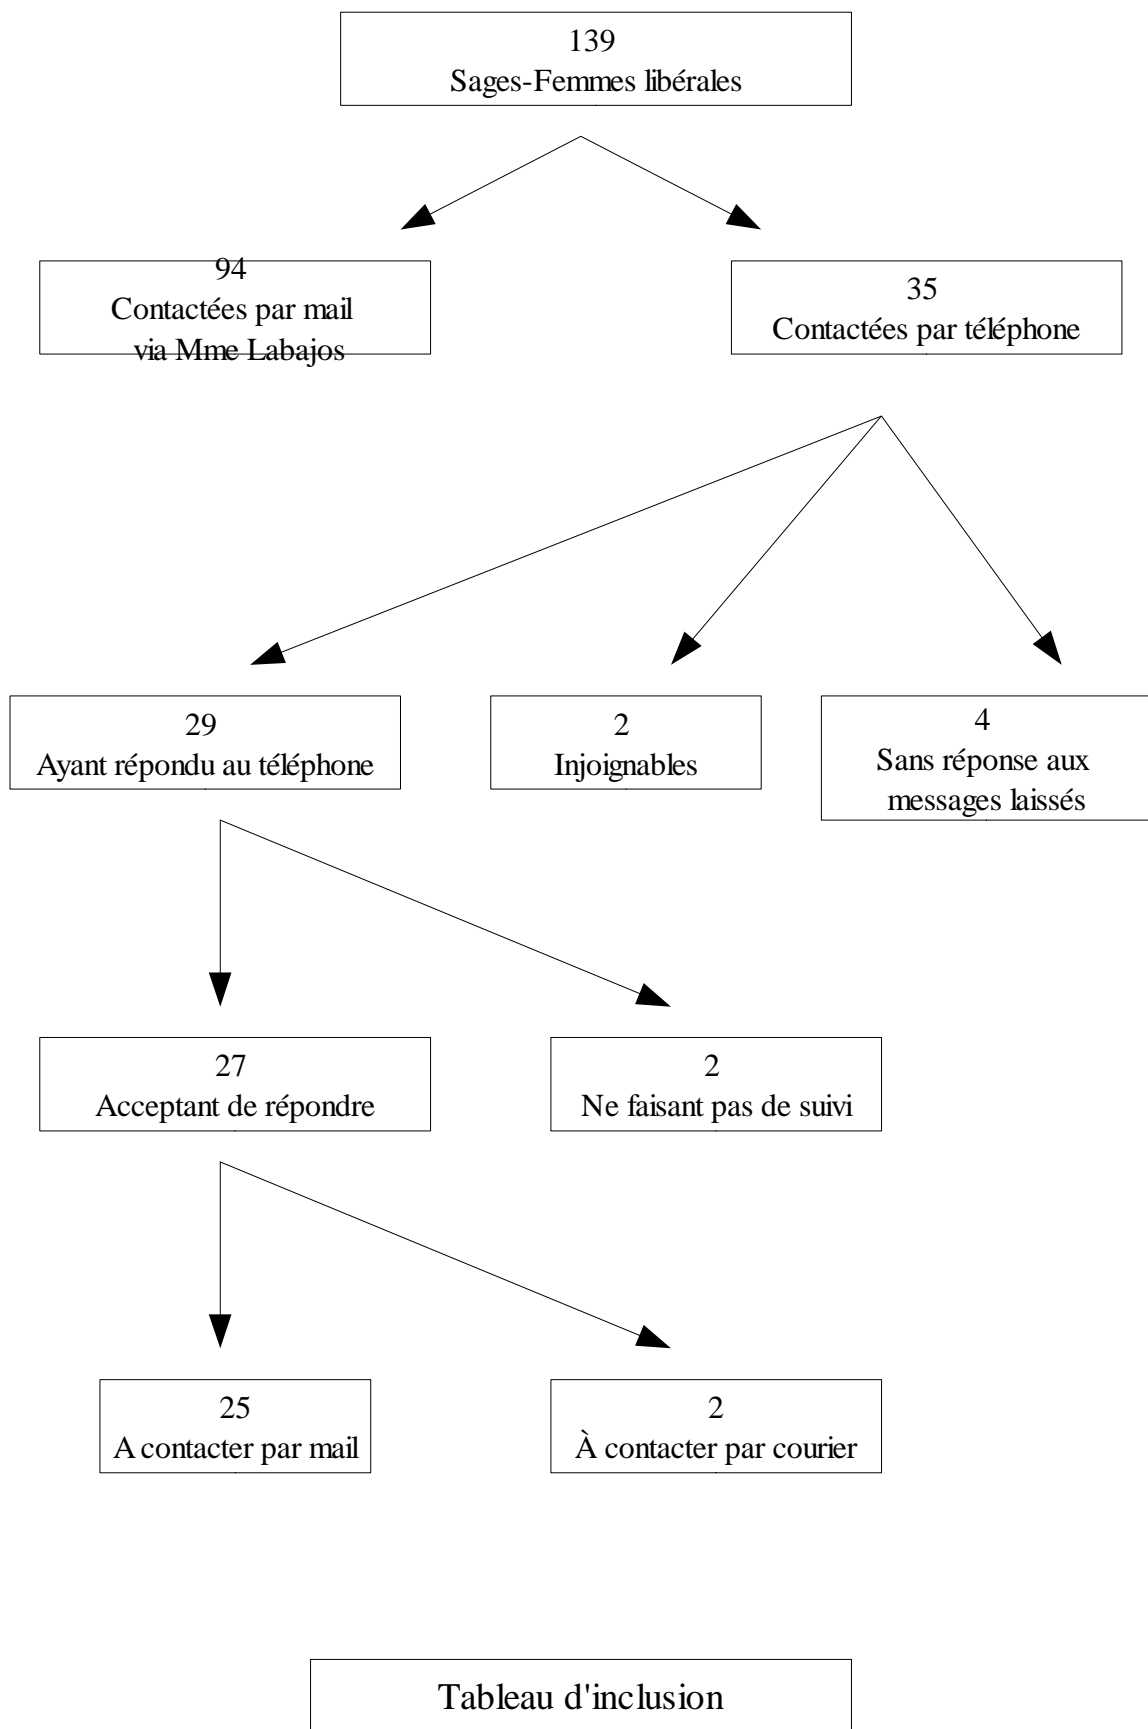 139
Sages-Femmes libérales
94
Contactées par mail
via Mme Labajos
35
Contactées par téléphone
29
Ayant répondu au téléphone
2
Injoignables
4
Sans réponse aux
messages laissés
27
Acceptant de répondre
2
Ne faisant pas de suivi
25
A contacter par mail
2
À contacter par courier
Tableau d'inclusion